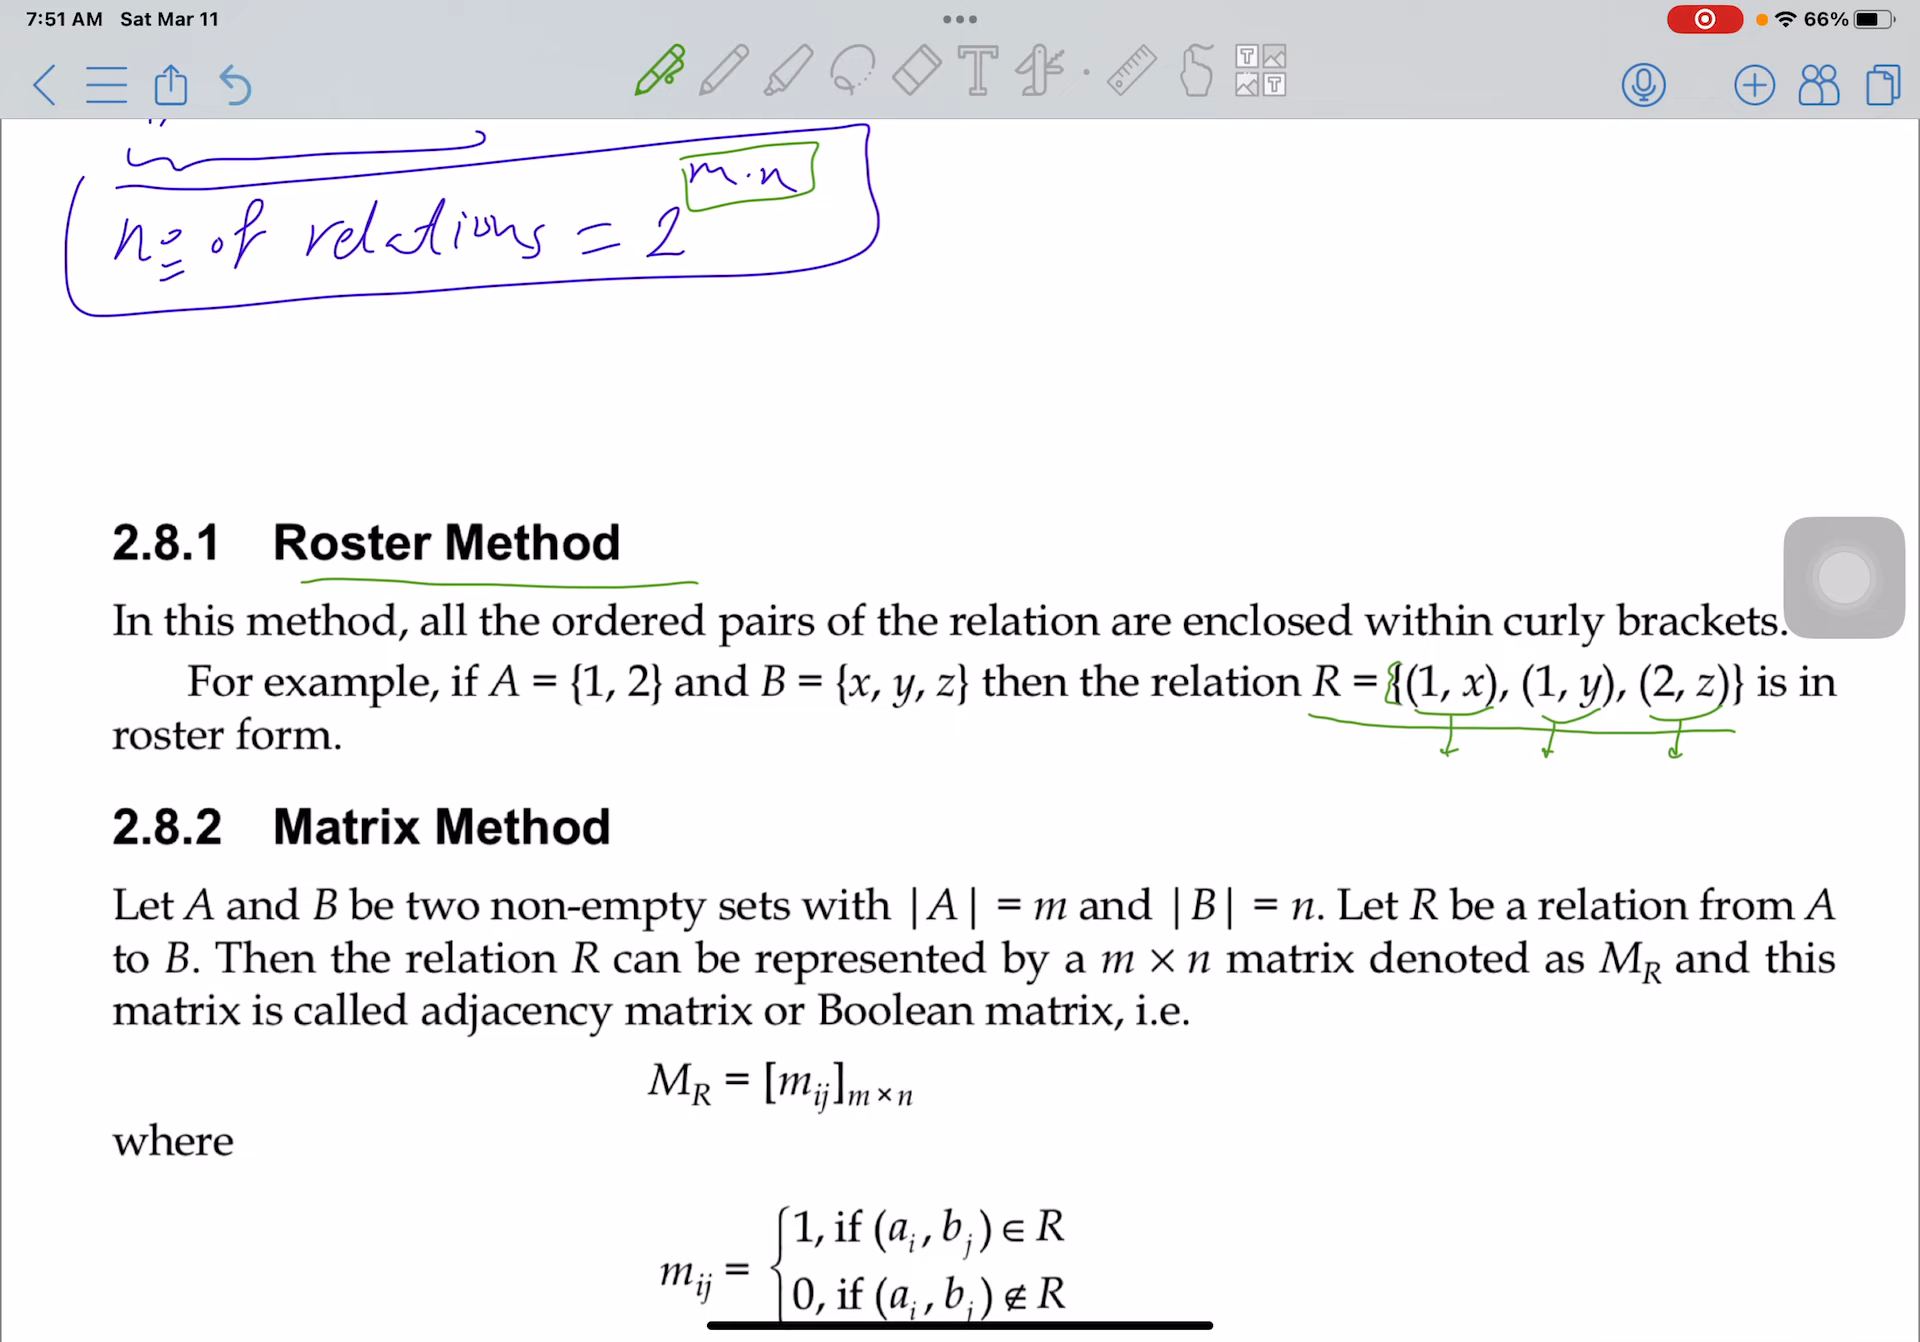 7:51 AM Sat Mar 11
66%
nº of relations = 2^{m·n}
2.8.1 Roster Method
In this method, all the ordered pairs of the relation are enclosed within curly brackets.
For example, if A = {1, 2} and B = {x, y, z} then the relation R = {(1, x), (1, y), (2, z)} is in
roster form.
2.8.2 Matrix Method
Let A and B be two non-empty sets with |A| = m and |B| = n. Let R be a relation from A
to B. Then the relation R can be represented by a m × n matrix denoted as M_R and this
matrix is called adjacency matrix or Boolean matrix, i.e.
M_R = [m_{ij}]_{m × n}
where
m_{ij} = { 1, if (a_i, b_j) ∈ R
0, if (a_i, b_j) ∉ R